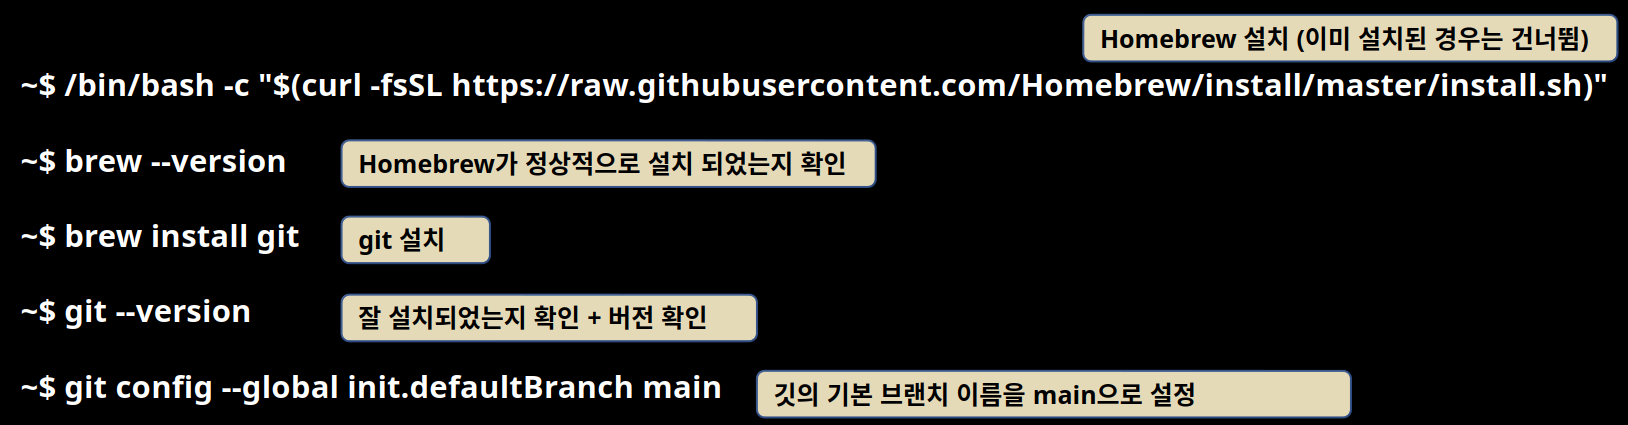 Homebrew 설치 (이미 설치된 경우는 건너뜀)
~$ /bin/bash -c "$(curl -fsSL https://raw.githubusercontent.com/Homebrew/install/master/install.sh)"
~$ brew --version Homebrew가 정상적으로 설치 되었는지 확인
~$ brew install git git 설치
~$ git --version 잘 설치되었는지 확인 + 버전 확인
~$ git config --global init.defaultBranch main 깃의 기본 브랜치 이름을 main으로 설정